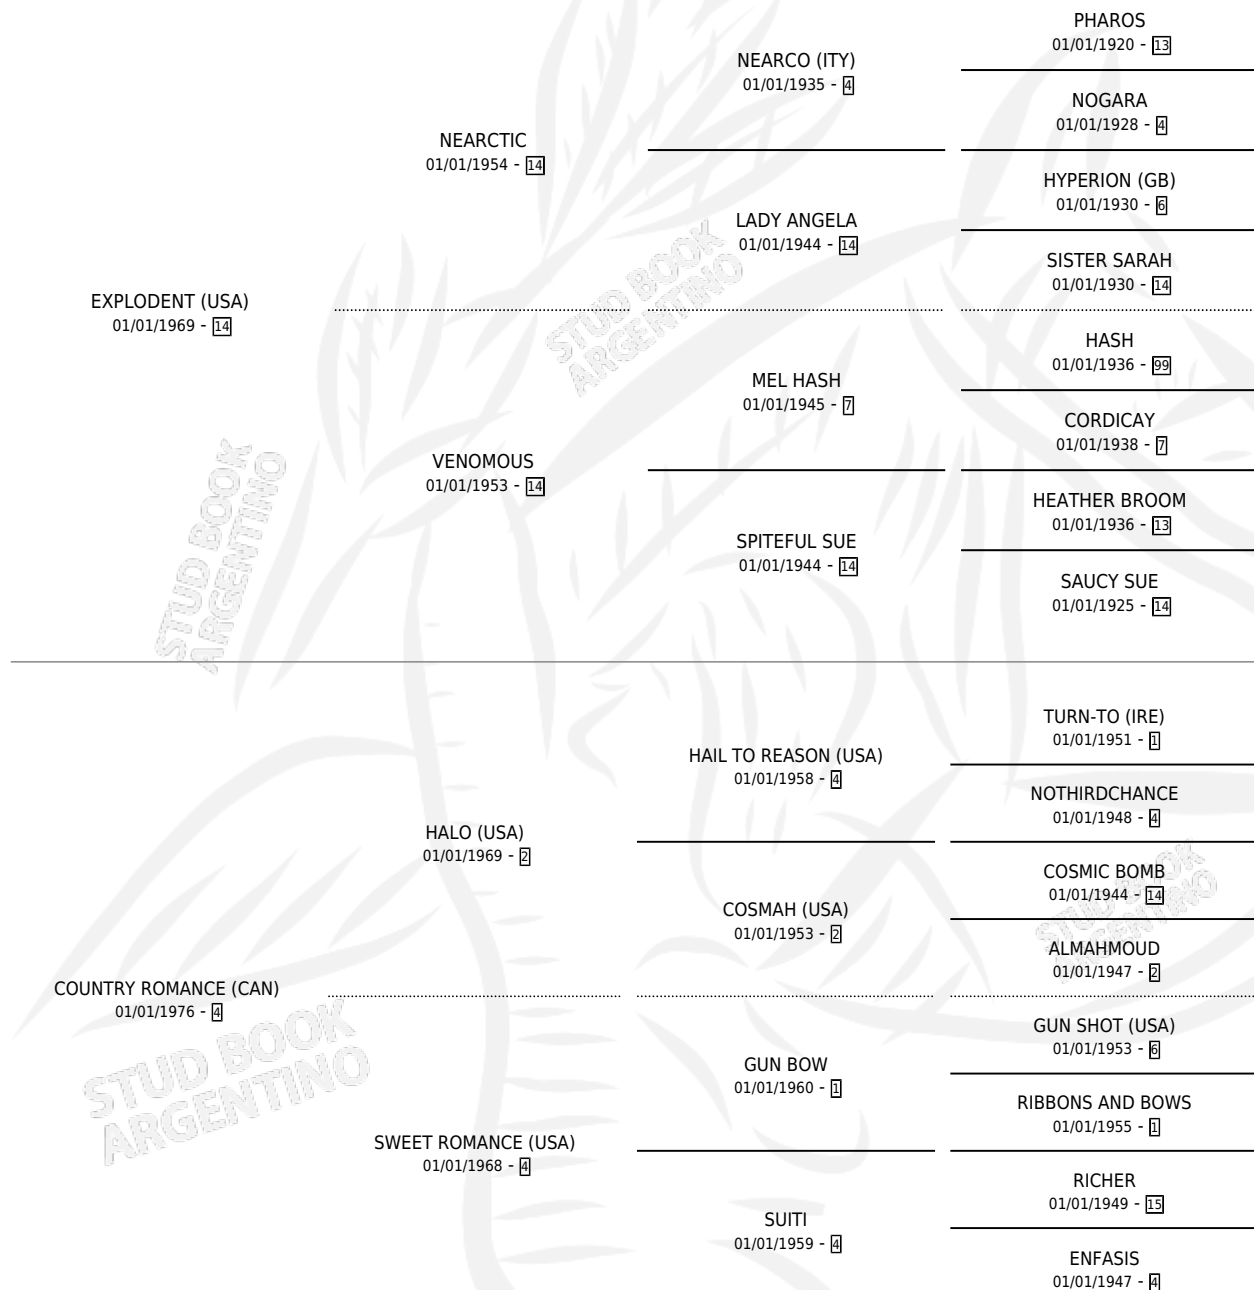 PHAROS
01/01/1920 - 13
NEARCO (ITY)
01/01/1935 - 4
NOGARA
01/01/1928 - 4
NEARCTIC
01/01/1954 - 14
HYPERION (GB)
01/01/1930 - 6
LADY ANGELA
01/01/1944 - 14
SISTER SARAH
01/01/1930 - 14
EXPLODENT (USA)
01/01/1969 - 14
STUD BOOK
ARGENTINO
HASH
01/01/1936 - 99
MEL HASH
01/01/1945 - 7
CORDICAY
01/01/1938 - 7
VENOMOUS
01/01/1953 - 14
HEATHER BROOM
01/01/1936 - 13
SPITEFUL SUE
01/01/1944 - 14
SAUCY SUE
01/01/1925 - 14
STUD BOOK
ARGENTINO
TURN-TO (IRE)
01/01/1951 - 1
HAIL TO REASON (USA)
01/01/1958 - 4
NOTHIRDCHANCE
01/01/1948 - 4
HALO (USA)
01/01/1969 - 2
COSMIC BOMB
01/01/1944 - 14
COSMAH (USA)
01/01/1953 - 2
STUD BOOK
ARGENTINO
ALMAHMOUD
01/01/1947 - 2
COUNTRY ROMANCE (CAN)
01/01/1976 - 4
STUD BOOK
ARGENTINO
GUN SHOT (USA)
01/01/1953 - 6
GUN BOW
01/01/1960 - 1
RIBBONS AND BOWS
01/01/1955 - 1
SWEET ROMANCE (USA)
01/01/1968 - 4
RICHER
01/01/1949 - 15
SUITI
01/01/1959 - 4
ENFASIS
01/01/1947 - 4